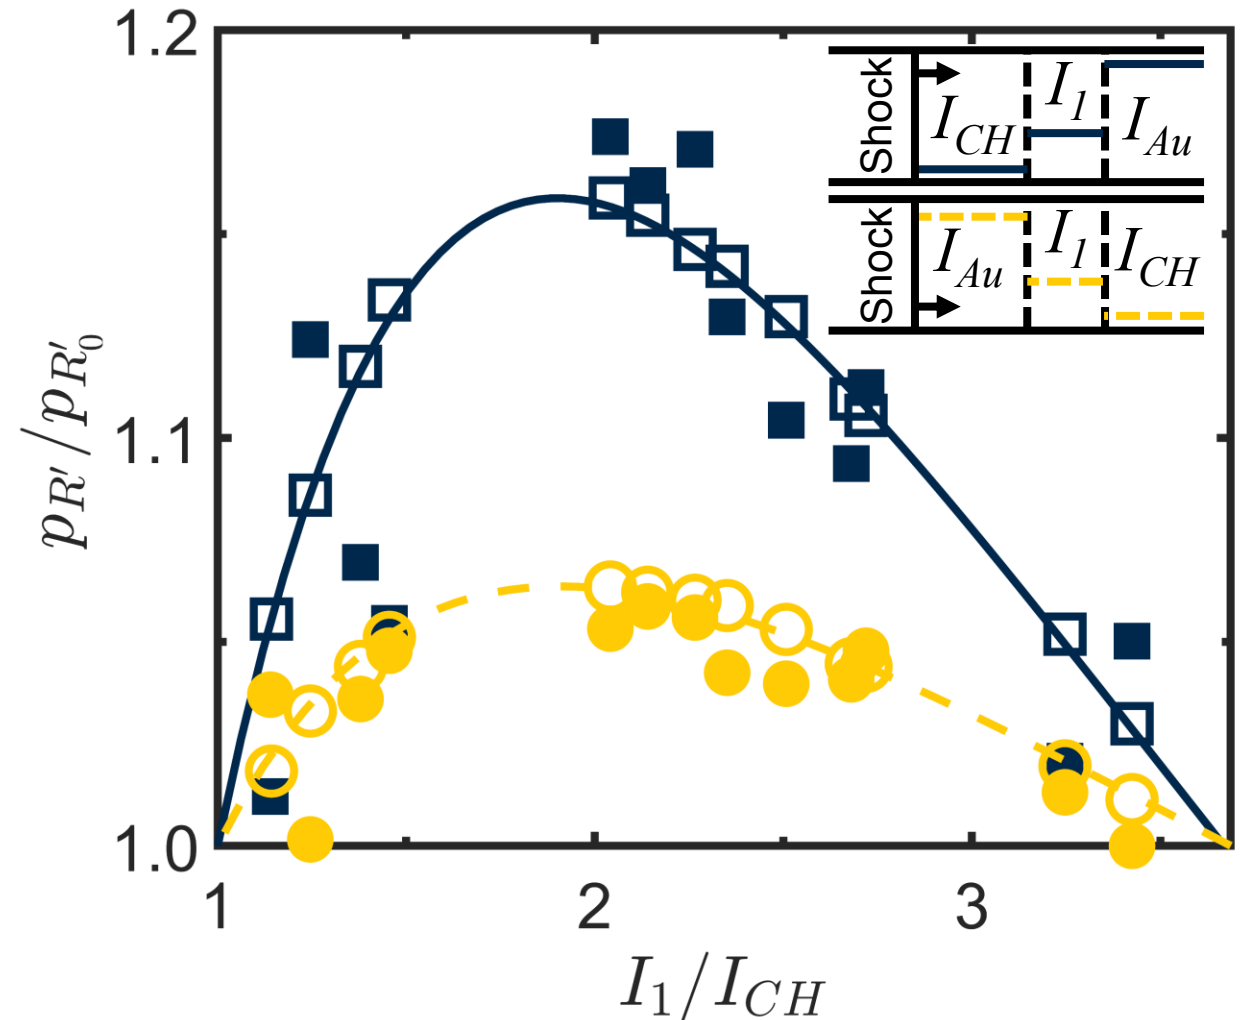 1.2
1.1
1.0
p_{R'}/p_{R'_0}
Shock I_{CH} I_1 I_{Au}
Shock I_{Au} I_1 I_{CH}
1 2 3
I_1/I_{CH}